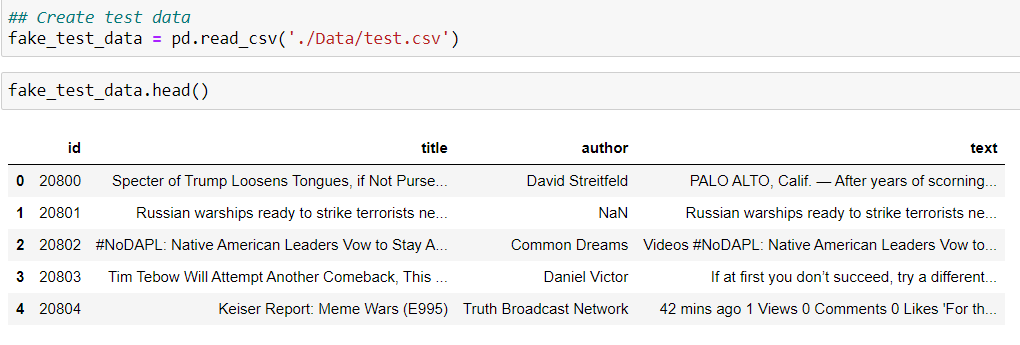 ## Create test data
fake_test_data = pd.read_csv('./Data/test.csv')
fake_test_data.head()
id title author text
0 20800 Specter of Trump Loosens Tongues, if Not Purse... David Streitfeld PALO ALTO, Calif. — After years of scorning...
1 20801 Russian warships ready to strike terrorists ne... NaN Russian warships ready to strike terrorists ne...
2 20802 #NoDAPL: Native American Leaders Vow to Stay A... Common Dreams Videos #NoDAPL: Native American Leaders Vow to...
3 20803 Tim Tebow Will Attempt Another Comeback, This ... Daniel Victor If at first you don’t succeed, try a different...
4 20804 Keiser Report: Meme Wars (E995) Truth Broadcast Network 42 mins ago 1 Views 0 Comments 0 Likes 'For th...